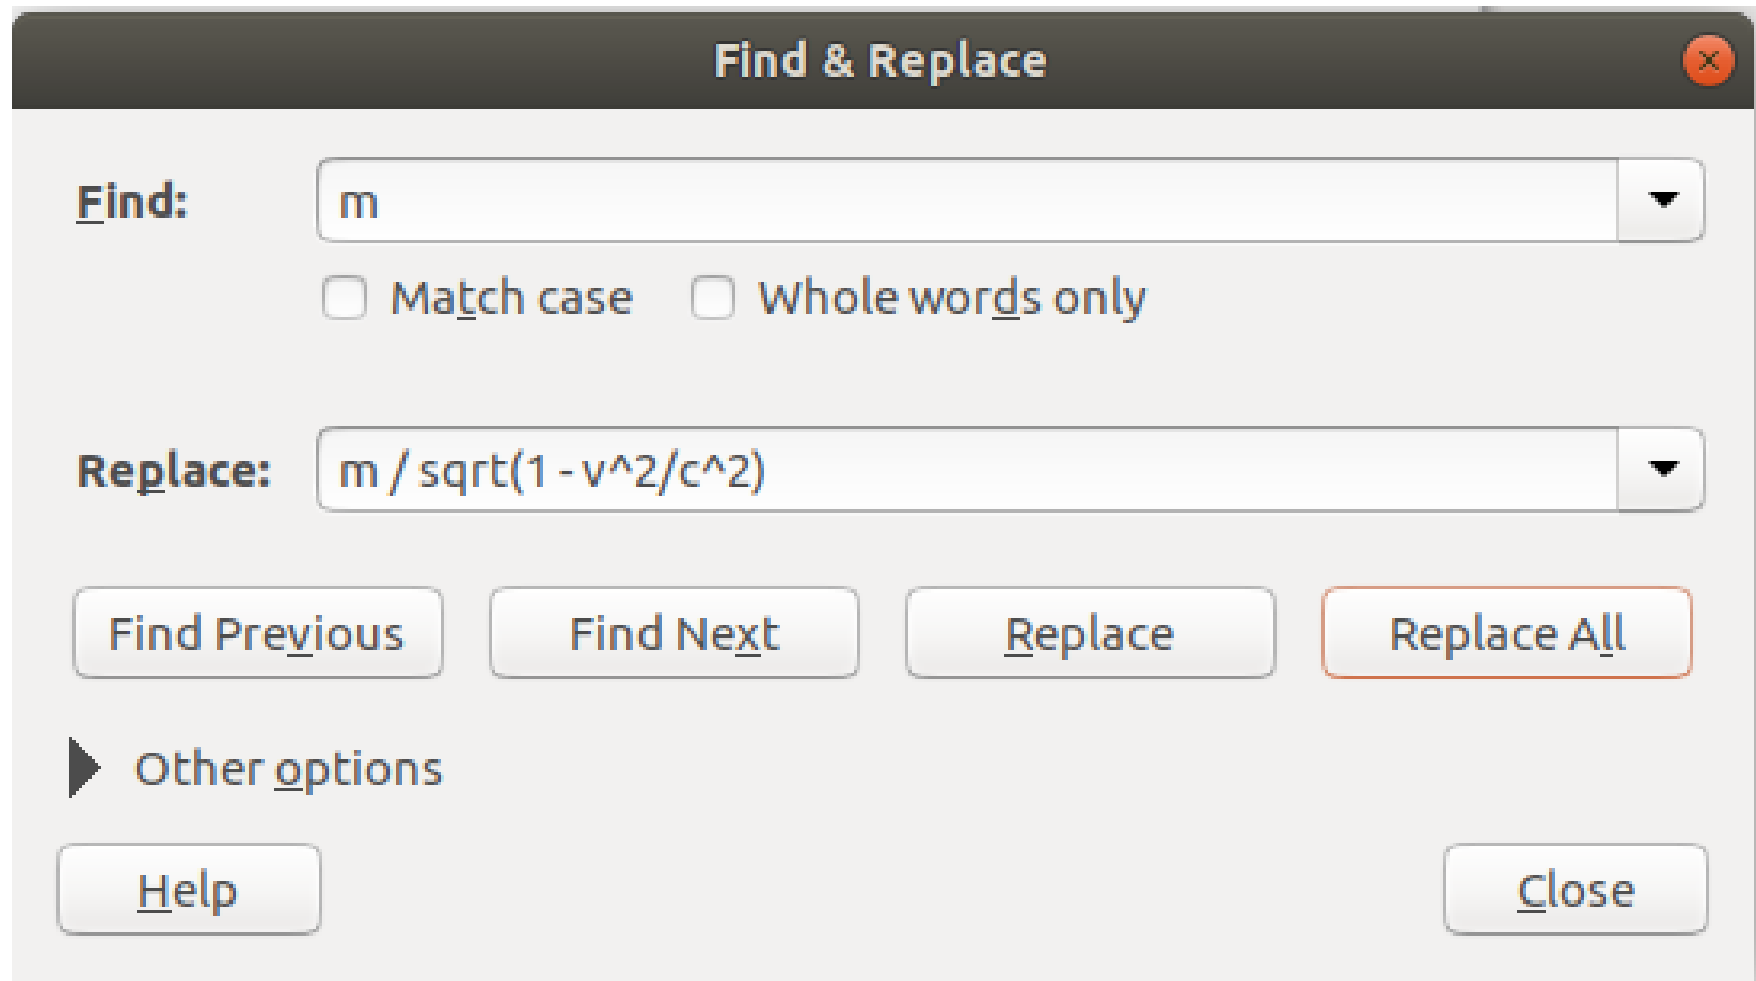 Find & Replace
Find: m
Match case Whole words only
Replace: m / sqrt(1 - v^2/c^2)
Find Previous Find Next Replace Replace All
Other options
Help Close